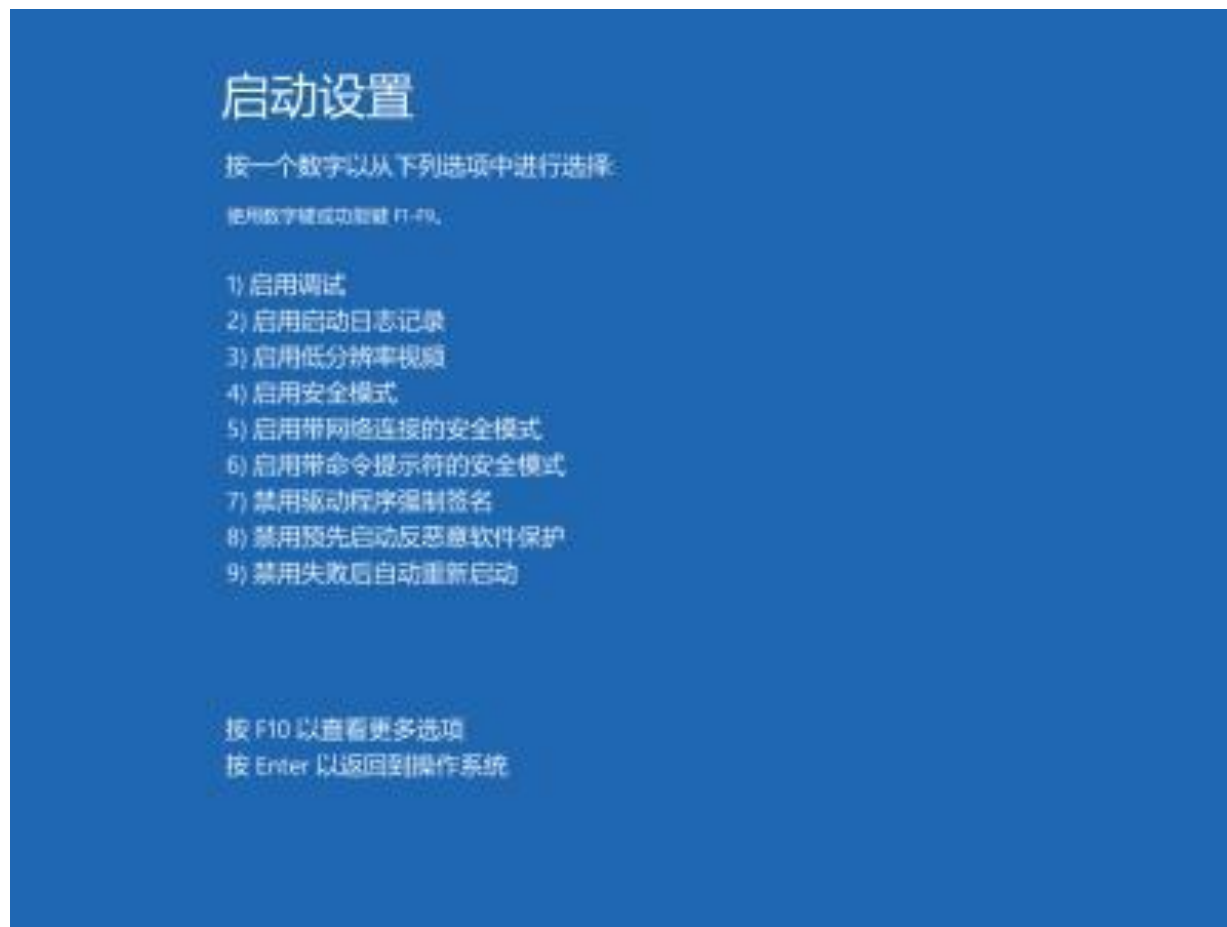 启动设置
按一个数字以从下列选项中进行选择:
使用数字键或功能键 F1-F9。
1) 启用调试
2) 启用启动日志记录
3) 启用低分辨率视频
4) 启用安全模式
5) 启用带网络连接的安全模式
6) 启用带命令提示符的安全模式
7) 禁用驱动程序强制签名
8) 禁用预先启动反恶意软件保护
9) 禁用失败后自动重新启动
按 F10 以查看更多选项
按 Enter 以返回到操作系统